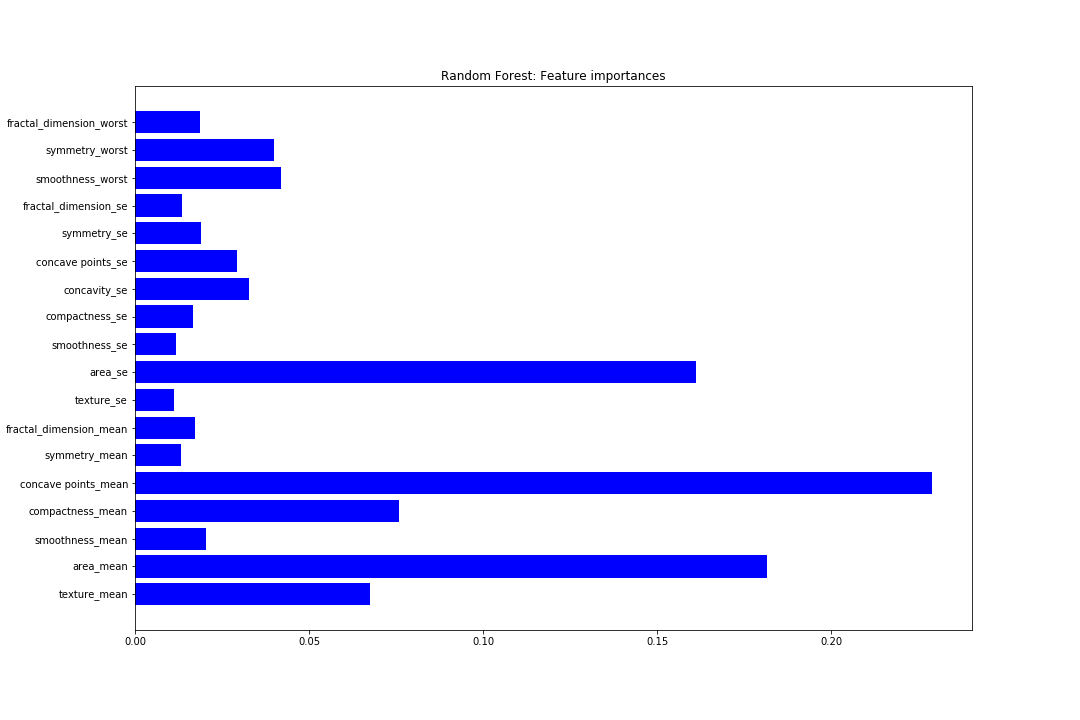 Random Forest: Feature importances
fractal_dimension_worst
symmetry_worst
smoothness_worst
fractal_dimension_se
symmetry_se
concave points_se
concavity_se
compactness_se
smoothness_se
area_se
texture_se
fractal_dimension_mean
symmetry_mean
concave points_mean
compactness_mean
smoothness_mean
area_mean
texture_mean
0.00 0.05 0.10 0.15 0.20